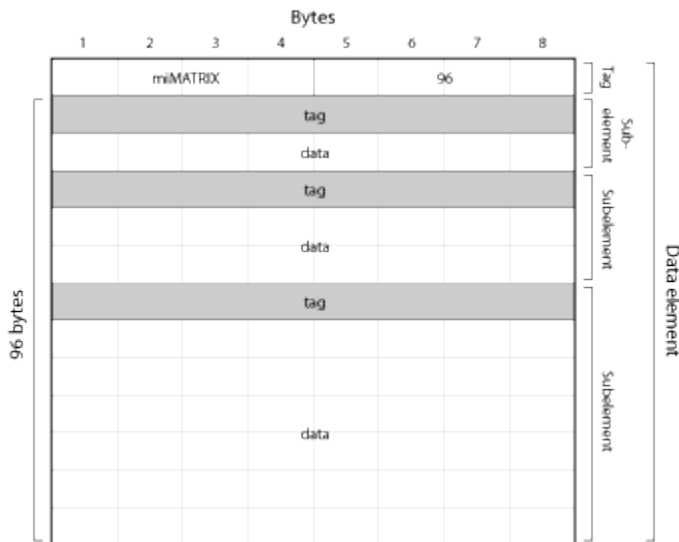 Bytes
1 2 3 4 5 6 7 8
miMATRIX 96
Tag
tag
Sub-
element
data
tag
Subelement
data
tag
Subelement
data
96 bytes
Data element